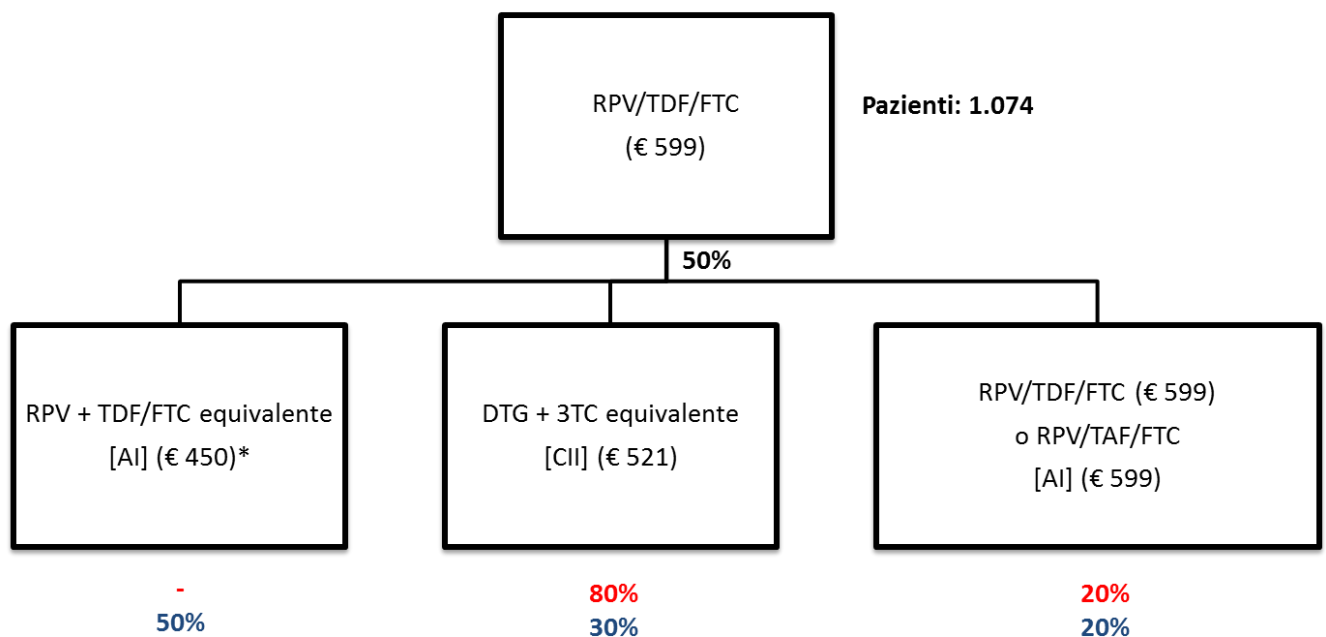 RPV/TDF/FTC
(€ 599)
Pazienti: 1.074
50%
RPV + TDF/FTC equivalente
[AI] (€ 450)*
DTG + 3TC equivalente
[CII] (€ 521)
RPV/TDF/FTC (€ 599)
o RPV/TAF/FTC
[AI] (€ 599)
- 80% 20%
50% 30% 20%